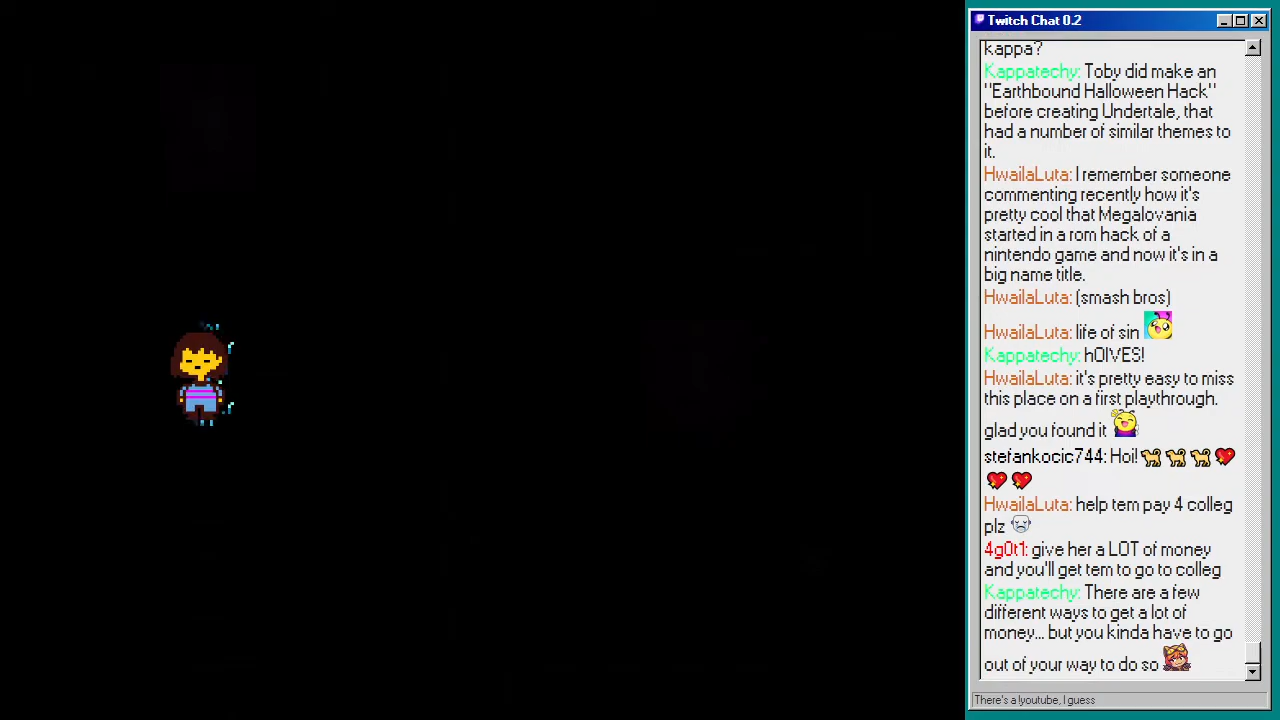 Twitch Chat 0.2
kappa?
Kappatechy: Toby did make an
"Earthbound Halloween Hack"
before creating Undertale, that
had a number of similar themes to
it.
HwailaLuta: I remember someone
commenting recently how it's
pretty cool that Megalovania
started in a rom hack of a
nintendo game and now it's in a
big name title.
HwailaLuta: (smash bros)
HwailaLuta: life of sin
Kappatechy: hOIVES!
HwailaLuta: it's pretty easy to miss
this place on a first playthrough.
glad you found it
stefankocic744: Hoi!
HwailaLuta: help tem pay 4 colleg
plz
4g0t1: give her a LOT of money
and you'll get tem to go to colleg
Kappatechy: There are a few
different ways to get a lot of
money... but you kinda have to go
out of your way to do so
There's a !youtube, I guess